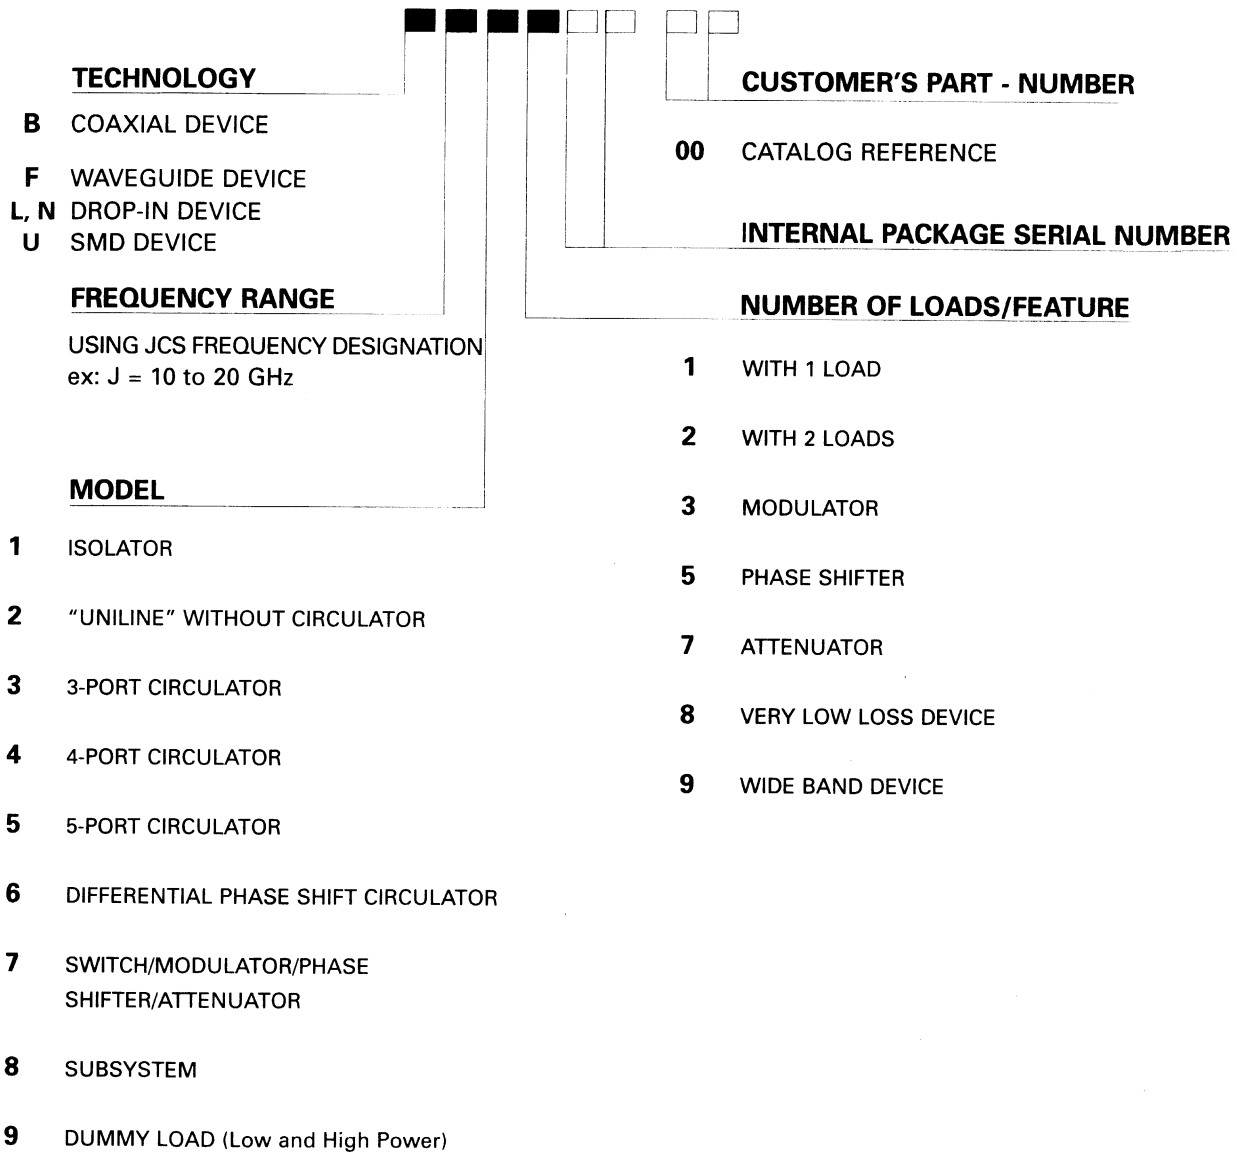 TECHNOLOGY
B COAXIAL DEVICE
F WAVEGUIDE DEVICE
L, N DROP-IN DEVICE
U SMD DEVICE
FREQUENCY RANGE
USING JCS FREQUENCY DESIGNATION
ex: J = 10 to 20 GHz
MODEL
1 ISOLATOR
2 "UNILINE" WITHOUT CIRCULATOR
3 3-PORT CIRCULATOR
4 4-PORT CIRCULATOR
5 5-PORT CIRCULATOR
6 DIFFERENTIAL PHASE SHIFT CIRCULATOR
7 SWITCH/MODULATOR/PHASE
SHIFTER/ATTENUATOR
8 SUBSYSTEM
9 DUMMY LOAD (Low and High Power)
CUSTOMER'S PART - NUMBER
00 CATALOG REFERENCE
INTERNAL PACKAGE SERIAL NUMBER
NUMBER OF LOADS/FEATURE
1 WITH 1 LOAD
2 WITH 2 LOADS
3 MODULATOR
5 PHASE SHIFTER
7 ATTENUATOR
8 VERY LOW LOSS DEVICE
9 WIDE BAND DEVICE